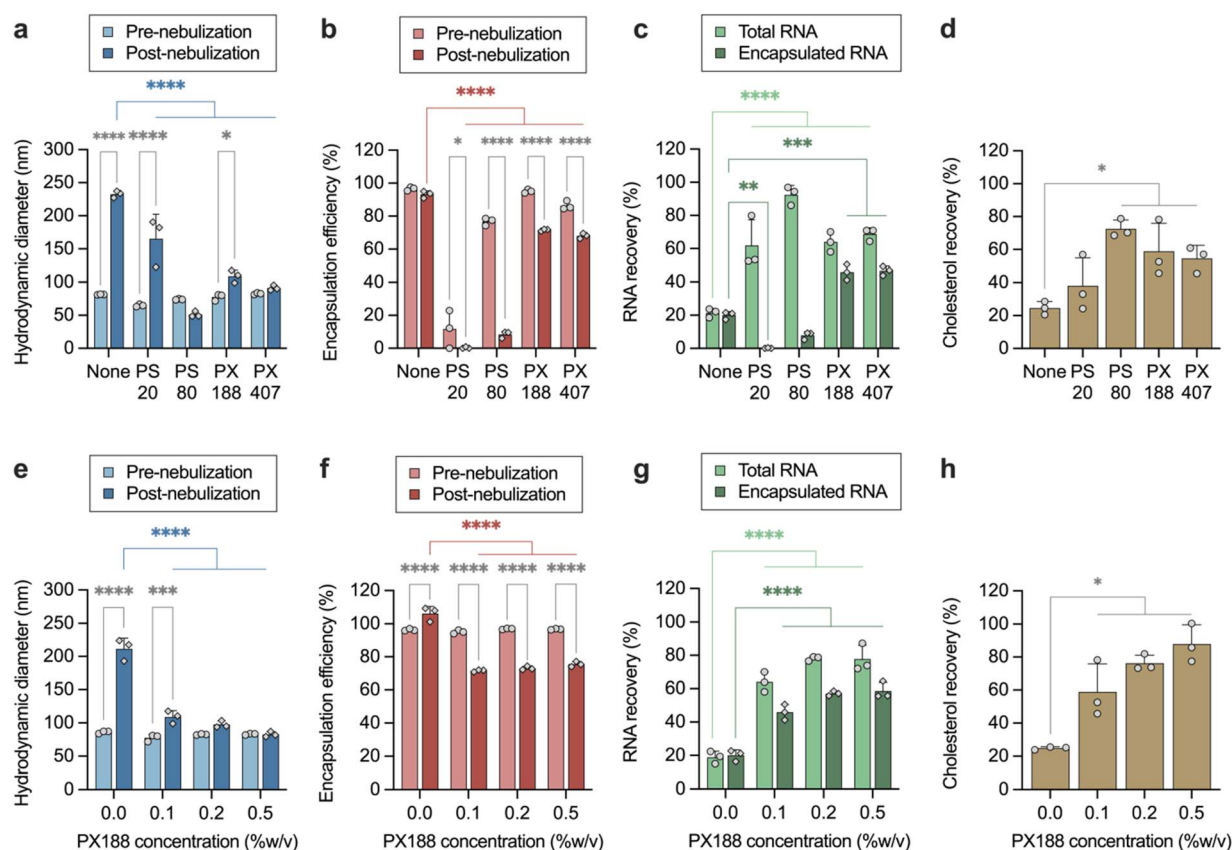 a
Pre-nebulization
Post-nebulization
****
**** **** *
Hydrodynamic diameter (nm)
300
250
200
150
100
50
0
None PS 20 PS 80 PX 188 PX 407
b
Pre-nebulization
Post-nebulization
****
* **** **** ****
Encapsulation efficiency (%)
120
100
80
60
40
20
0
None PS 20 PS 80 PX 188 PX 407
c
Total RNA
Encapsulated RNA
****
***
**
RNA recovery (%)
120
100
80
60
40
20
0
None PS 20 PS 80 PX 188 PX 407
d
*
Cholesterol recovery (%)
120
100
80
60
40
20
0
None PS 20 PS 80 PX 188 PX 407
e
Pre-nebulization
Post-nebulization
****
**** ***
Hydrodynamic diameter (nm)
300
250
200
150
100
50
0
0.0 0.1 0.2 0.5
PX188 concentration (%w/v)
f
Pre-nebulization
Post-nebulization
****
**** **** **** ****
Encapsulation efficiency (%)
120
100
80
60
40
20
0
0.0 0.1 0.2 0.5
PX188 concentration (%w/v)
g
Total RNA
Encapsulated RNA
****
****
RNA recovery (%)
120
100
80
60
40
20
0
0.0 0.1 0.2 0.5
PX188 concentration (%w/v)
h
*
Cholesterol recovery (%)
120
100
80
60
40
20
0
0.0 0.1 0.2 0.5
PX188 concentration (%w/v)